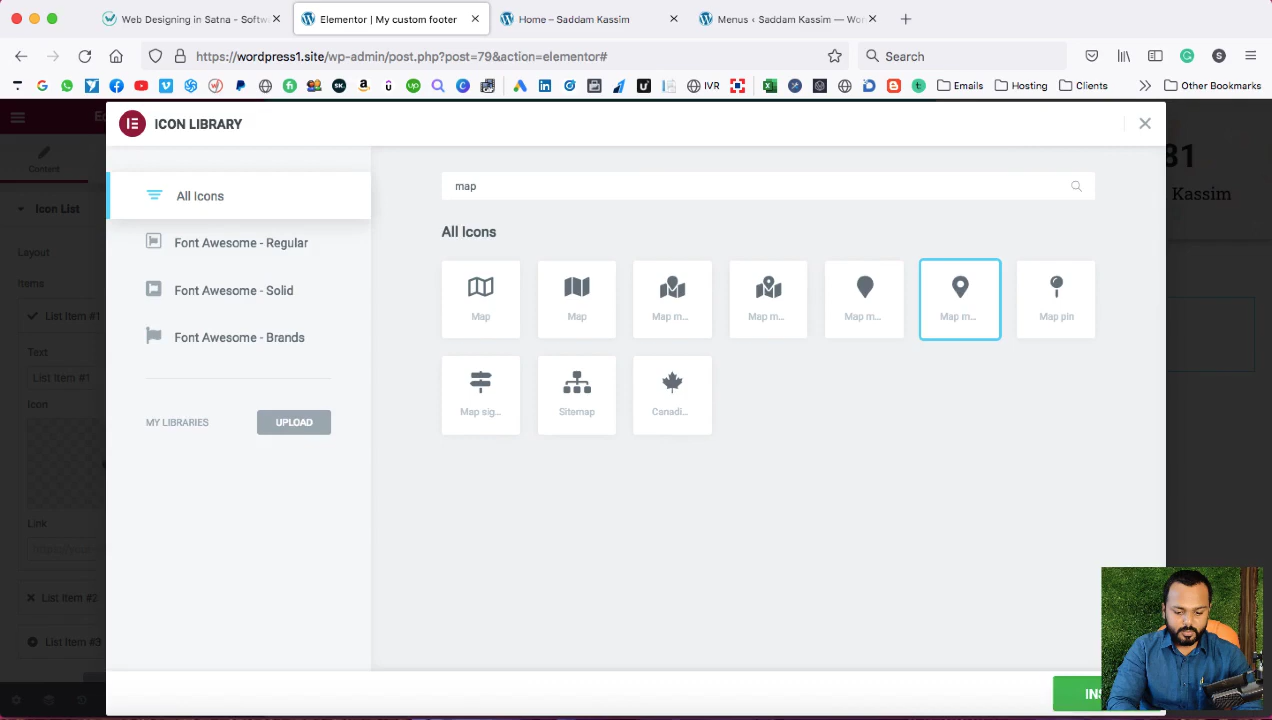 Web Designing in Satna - Softw
Elementor | My custom footer
Home – Saddam Kassim
Menus ‹ Saddam Kassim — Wo
https://wordpress1.site/wp-admin/post.php?post=79&action=elementor#
Search
IVR
Emails
Hosting
Clients
Other Bookmarks
ICON LIBRARY
Content
Icon List
Layout
Items
List Item #1
Text
List Item #1
Icon
Link
List Item #2
List Item #3
All Icons
Font Awesome - Regular
Font Awesome - Solid
Font Awesome - Brands
MY LIBRARIES
UPLOAD
map
All Icons
Map
Map
Map m...
Map m...
Map m...
Map m...
Map pin
Map sig...
Sitemap
Canadi...
31
Kassim
INS